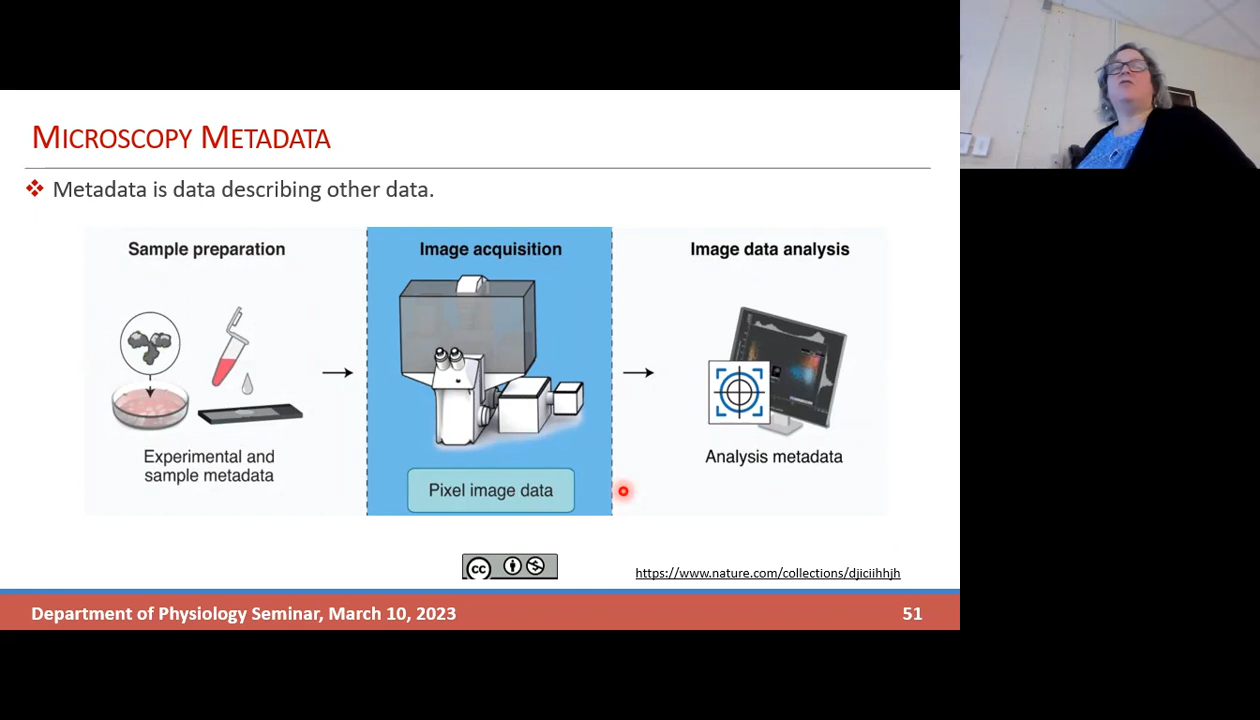 MICROSCOPY METADATA
Metadata is data describing other data.
Sample preparation
Image acquisition
Image data analysis
Experimental and
sample metadata
Pixel image data
Analysis metadata
cc
https://www.nature.com/collections/djiciihhjh
Department of Physiology Seminar, March 10, 2023
51